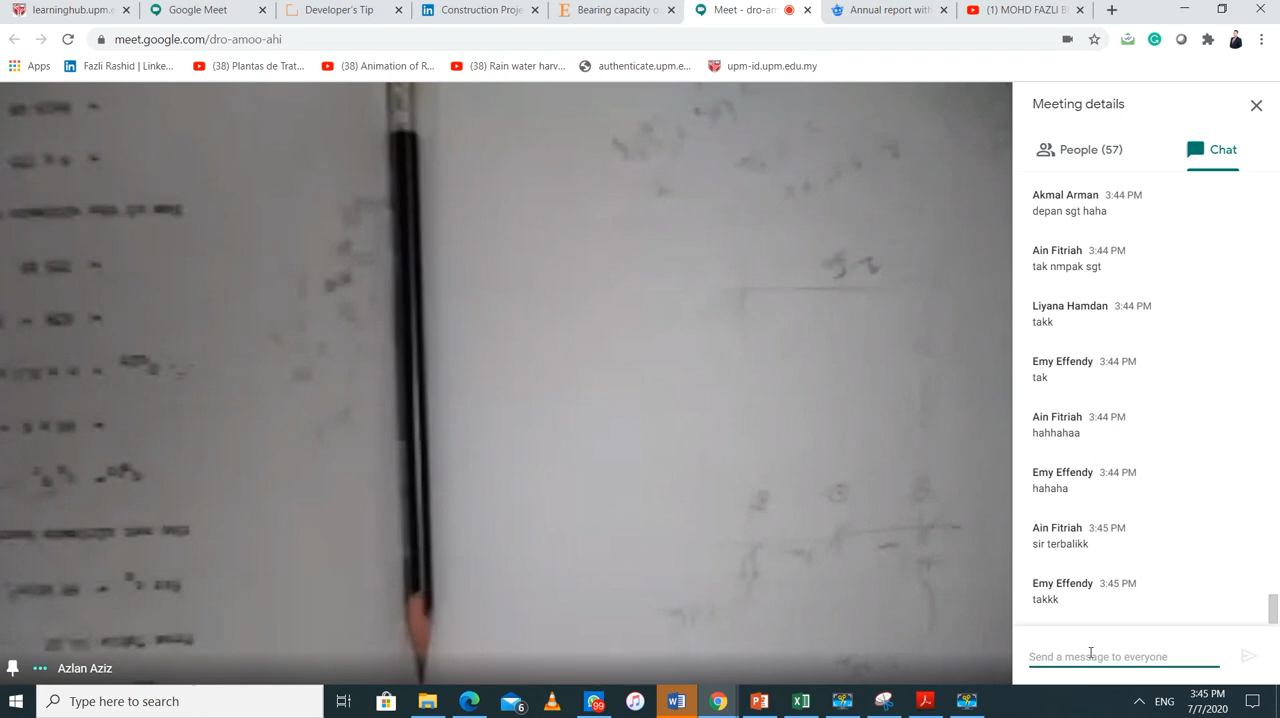 learninghub.upm.e
Google Meet
Developer's Tip
Construction Proje
Bearing capacity o
Meet - dro-am
Annual report with
(1) MOHD FAZLI B
meet.google.com/dro-amoo-ahi
Apps
Fazli Rashid | Linke...
(38) Plantas de Trat...
(38) Animation of R...
(38) Rain water harv...
authenticate.upm.e...
upm-id.upm.edu.my
Meeting details
People (57)
Chat
Akmal Arman 3:44 PM
depan sgt haha
Ain Fitriah 3:44 PM
tak nmpak sgt
Liyana Hamdan 3:44 PM
takk
Emy Effendy 3:44 PM
tak
Ain Fitriah 3:44 PM
hahhahaa
Emy Effendy 3:44 PM
hahaha
Ain Fitriah 3:45 PM
sir terbalikk
Emy Effendy 3:45 PM
takkk
Send a message to everyone
Azlan Aziz
Type here to search
6
99
ENG
3:45 PM
7/7/2020